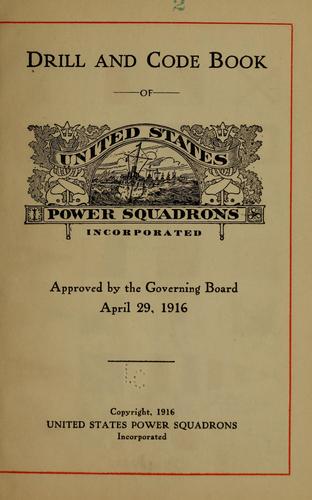 2
DRILL AND CODE BOOK
OF
UNITED STATES
POWER SQUADRONS
INCORPORATED
Approved by the Governing Board
April 29, 1916
Copyright, 1916
UNITED STATES POWER SQUADRONS
Incorporated